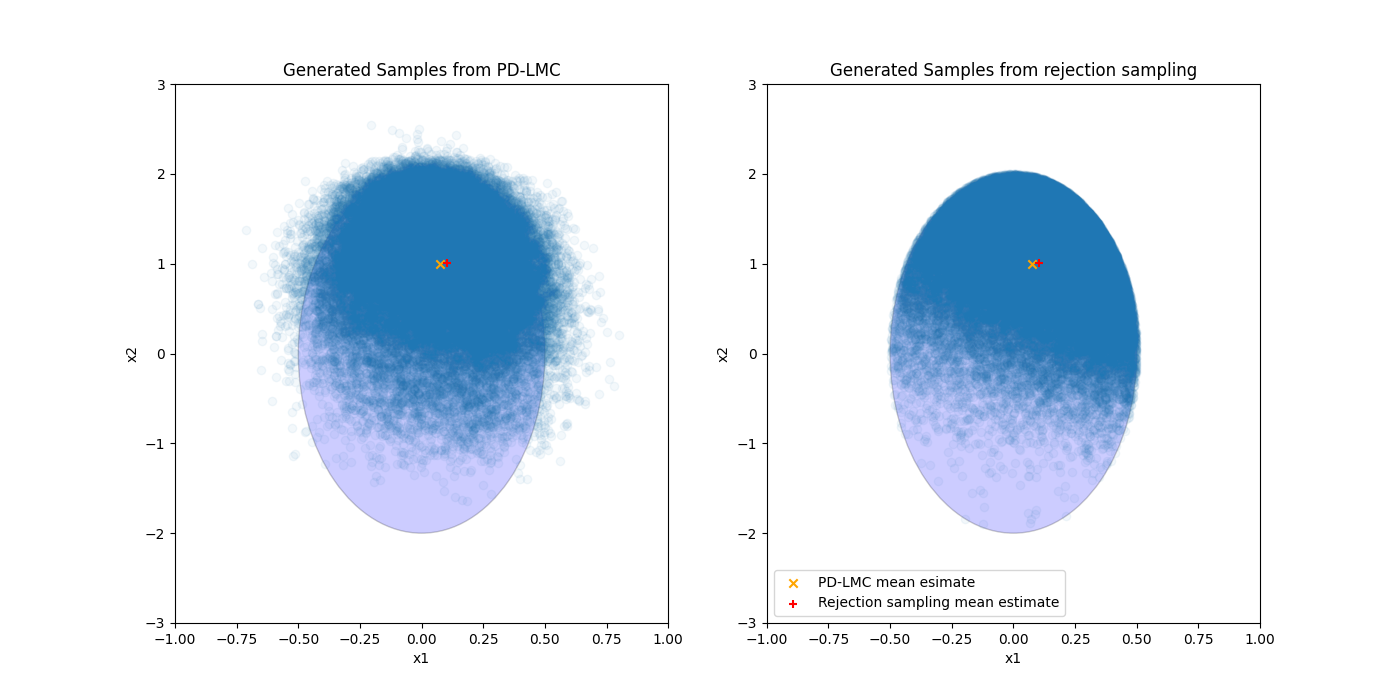 Generated Samples from PD-LMC
3
2
1
0
−1
−2
−3
x2
−1.00 −0.75 −0.50 −0.25 0.00 0.25 0.50 0.75 1.00
x1
Generated Samples from rejection sampling
3
2
1
0
−1
−2
−3
x2
PD-LMC mean esimate
Rejection sampling mean estimate
−1.00 −0.75 −0.50 −0.25 0.00 0.25 0.50 0.75 1.00
x1